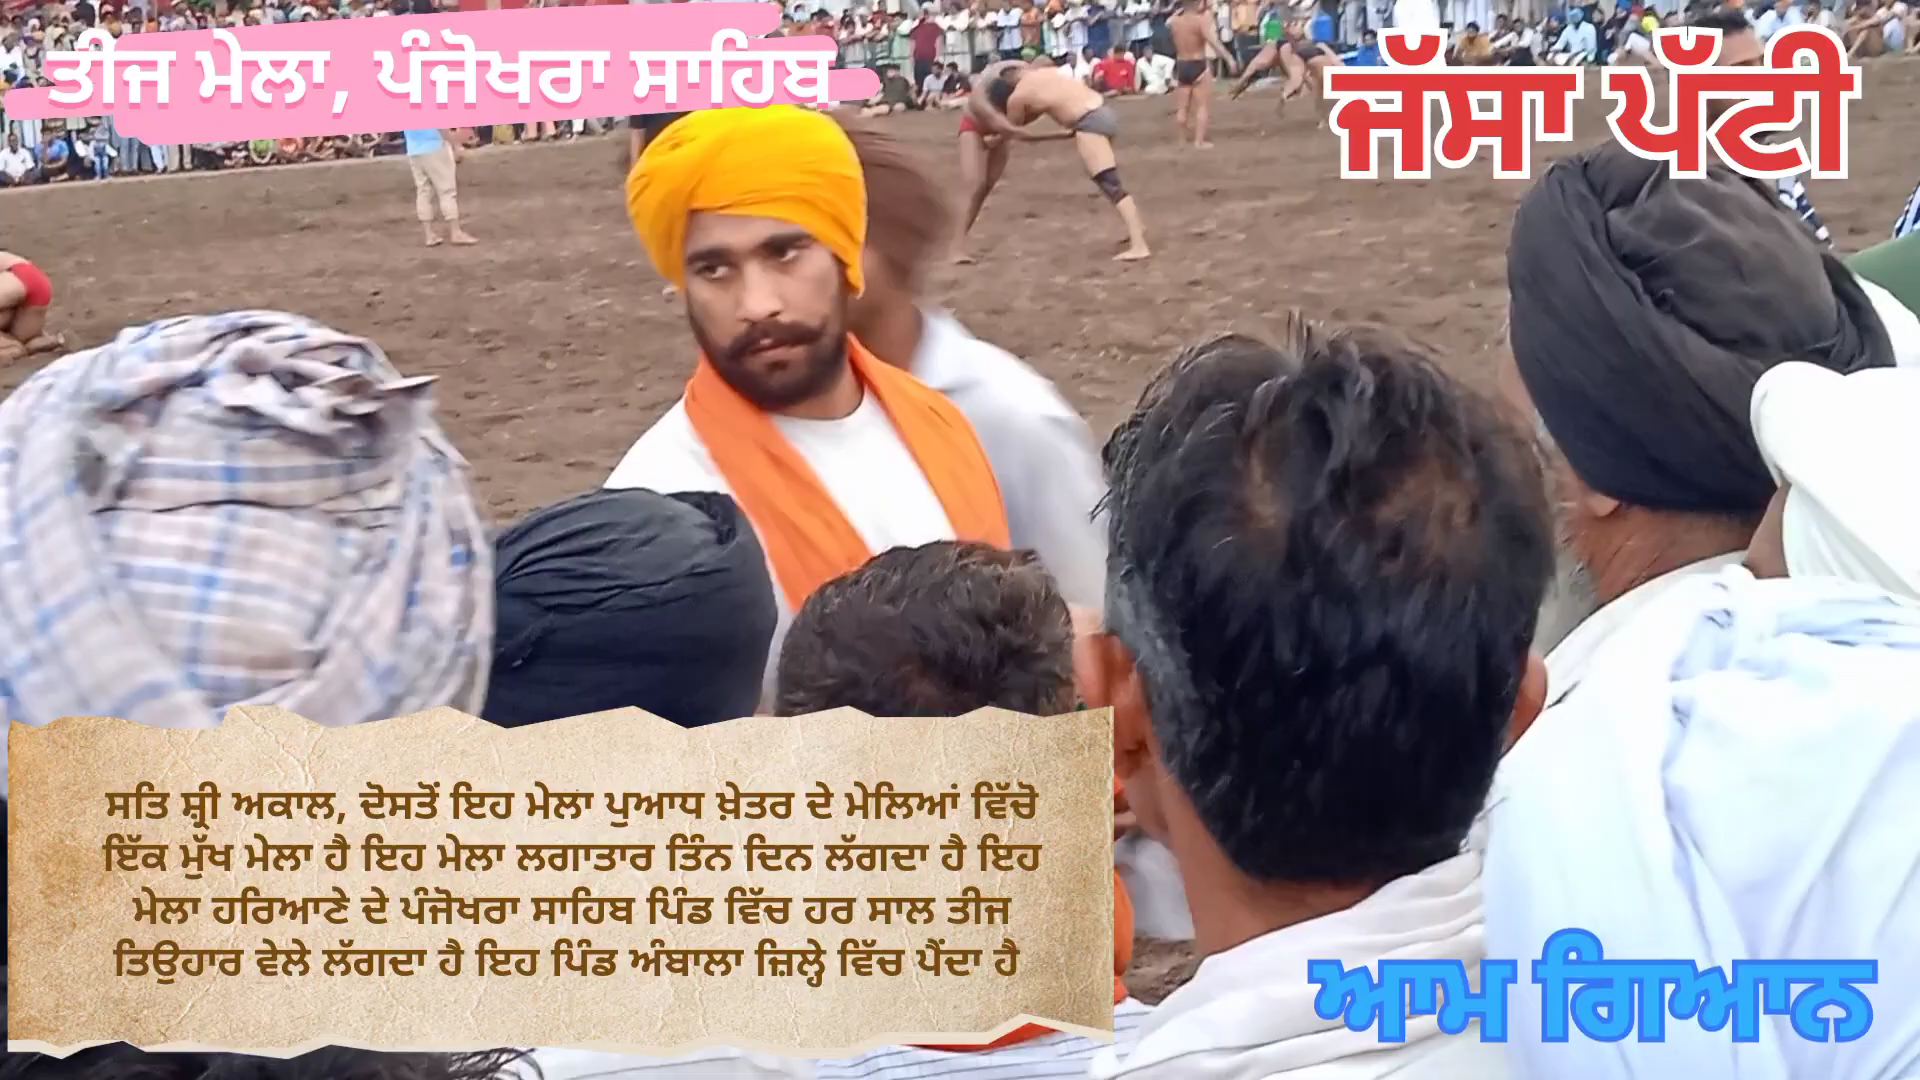 ਤੀਜ ਮੇਲਾ, ਪੰਜੋਖਰਾ ਸਾਹਿਬ
ਜੱਸਾ ਪੱਟੀ
ਸਤਿ ਸ਼੍ਰੀ ਅਕਾਲ, ਦੋਸਤੋਂ ਇਹ ਮੇਲਾ ਪੁਆਧ ਖ਼ੇਤਰ ਦੇ ਮੇਲਿਆਂ ਵਿੱਚੋ
ਇੱਕ ਮੁੱਖ ਮੇਲਾ ਹੈ ਇਹ ਮੇਲਾ ਲਗਾਤਾਰ ਤਿੰਨ ਦਿਨ ਲੱਗਦਾ ਹੈ ਇਹ
ਮੇਲਾ ਹਰਿਆਣੇ ਦੇ ਪੰਜੋਖਰਾ ਸਾਹਿਬ ਪਿੰਡ ਵਿੱਚ ਹਰ ਸਾਲ ਤੀਜ
ਤਿਉਹਾਰ ਵੇਲੇ ਲੱਗਦਾ ਹੈ ਇਹ ਪਿੰਡ ਅੰਬਾਲਾ ਜ਼ਿਲ੍ਹੇ ਵਿੱਚ ਪੈਂਦਾ ਹੈ
ਆਮ ਗਿਆਨ